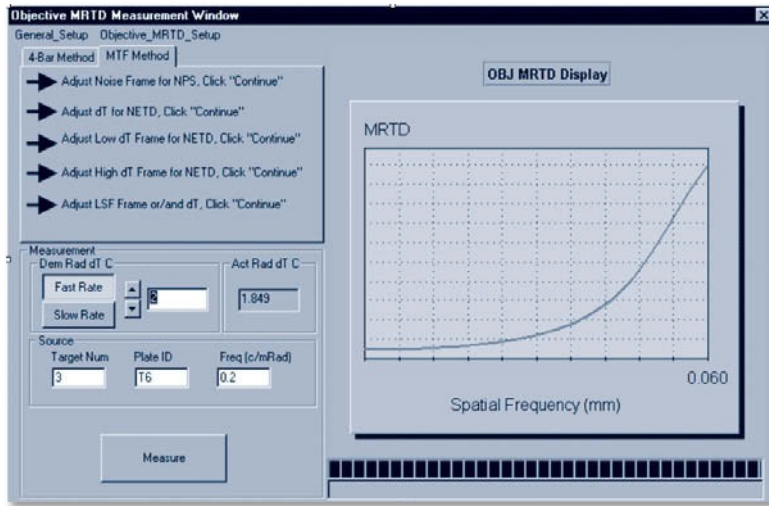 Objective MRTD Measurement Window
General_Setup Objective_MRTD_Setup
4-Bar Method MTF Method
Adjust Noise Frame for NPS, Click "Continue"
Adjust dT for NETD, Click "Continue"
Adjust Low dT Frame for NETD, Click "Continue"
Adjust High dT Frame for NETD, Click "Continue"
Adjust LSF Frame or/and dT, Click "Continue"
Measurement
Dem Rad dT C Act Rad dT C
Fast Rate 2 1.849
Slow Rate
Source
Target Num Plate ID Freq (c/mRad)
3 T6 0.2
Measure
OBJ MRTD Display
MRTD
0.060
Spatial Frequency (mm)